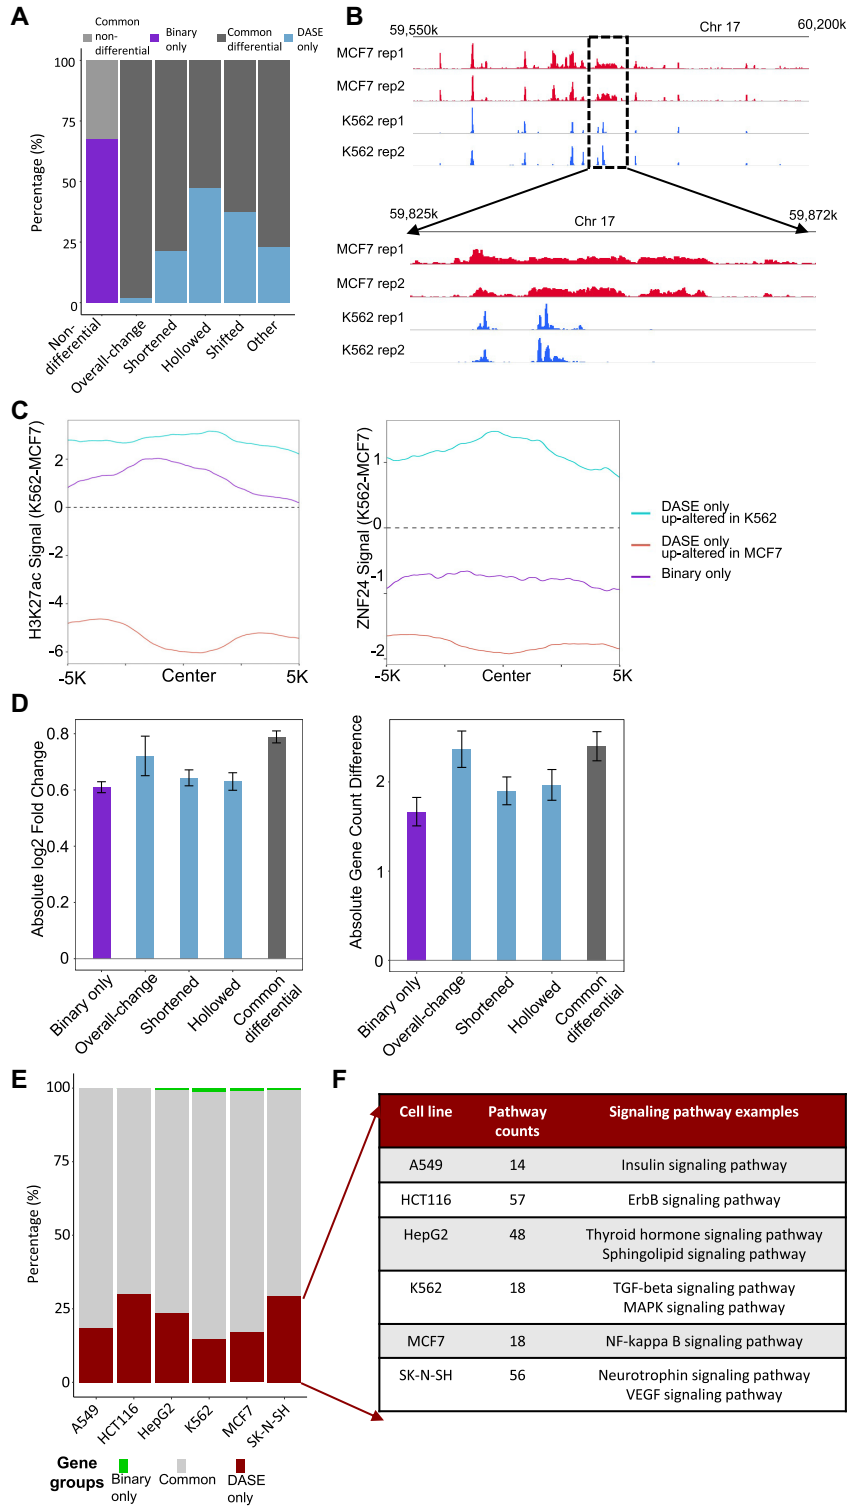 A
Common non-differential
Binary only
Common differential
DASE only
Percentage (%)
100
75
50
25
0
Non-differential
Overall-change
Shortened
Hollowed
Shifted
Other
B
59,550k
Chr 17
60,200k
MCF7 rep1
MCF7 rep2
K562 rep1
K562 rep2
59,825k
Chr 17
59,872k
MCF7 rep1
MCF7 rep2
K562 rep1
K562 rep2
C
H3K27ac Signal (K562-MCF7)
2
0
-2
-4
-6
-5K
Center
5K
ZNF24 Signal (K562-MCF7)
1
0
-1
-2
-5K
Center
5K
DASE only
up-altered in K562
DASE only
up-altered in MCF7
Binary only
D
Absolute log2 Fold Change
0.8
0.6
0.4
0.2
0
Binary only
Overall-change
Shortened
Hollowed
Common differential
Absolute Gene Count Difference
2
1
0
Binary only
Overall-change
Shortened
Hollowed
Common differential
E
Percentage (%)
100
75
50
25
0
A549
HCT116
HepG2
K562
MCF7
SK-N-SH
Gene groups
Binary only
Common
DASE only
F
Cell line
Pathway counts
Signaling pathway examples
A549
14
Insulin signaling pathway
HCT116
57
ErbB signaling pathway
HepG2
48
Thyroid hormone signaling pathway
Sphingolipid signaling pathway
K562
18
TGF-beta signaling pathway
MAPK signaling pathway
MCF7
18
NF-kappa B signaling pathway
SK-N-SH
56
Neurotrophin signaling pathway
VEGF signaling pathway